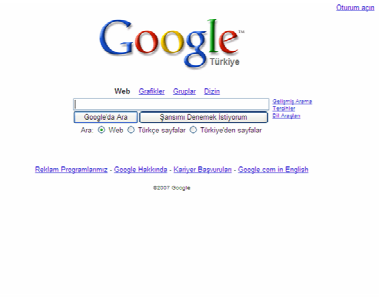 Oturum açın
Google™
Türkiye
Web Grafikler Gruplar Dizin
Gelişmiş Arama
Tercihler
Dil Araçları
Google'da Ara Şansımı Denemek İstiyorum
Ara: Web Türkçe sayfalar Türkiye'den sayfalar
Reklam Programlarımız - Google Hakkında - Kariyer Başvuruları - Google.com in English
©2007 Google